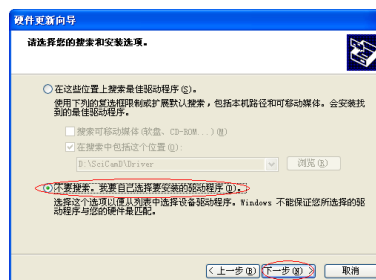 硬件更新向导
请选择您的搜索和安装选项。
在这些位置上搜索最佳驱动程序(S)。
使用下列的复选框限制或扩展默认搜索，包括本机路径和可移动媒体。会安装找
到的最佳驱动程序。
搜索可移动媒体(软盘、CD-ROM...)(M)
在搜索中包括这个位置(O):
D:\SciCamD\Driver
浏览(R)
不要搜索。我要自己选择要安装的驱动程序(D)。
选择这个选项以便从列表中选择设备驱动程序。Windows 不能保证您所选择的驱
动程序与您的硬件最匹配。
<上一步(B)
下一步(N)>
取消